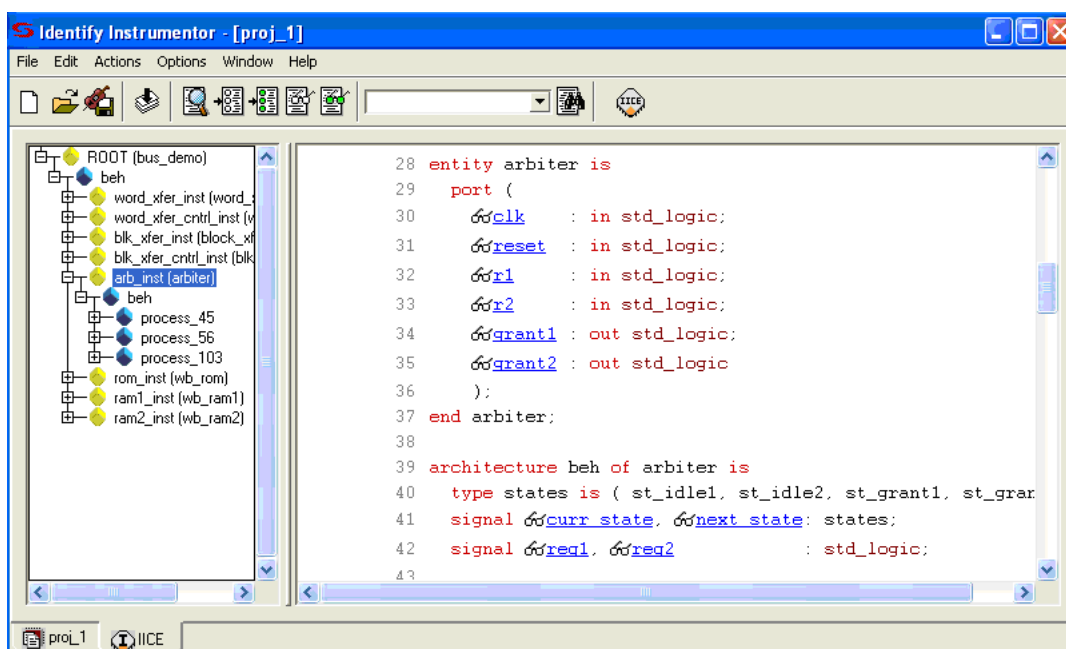 Identify Instrumentor - [proj_1]
File Edit Actions Options Window Help
IICE
ROOT (bus_demo)
beh
word_xfer_inst (word_
word_xfer_cntrl_inst (w
blk_xfer_inst (block_xf
blk_xfer_cntrl_inst (blk
arb_inst (arbiter)
beh
process_45
process_56
process_103
rom_inst (wb_rom)
ram1_inst (wb_ram1)
ram2_inst (wb_ram2)
28 entity arbiter is
29 port (
30 clk : in std_logic;
31 reset : in std_logic;
32 r1 : in std_logic;
33 r2 : in std_logic;
34 grant1 : out std_logic;
35 grant2 : out std_logic
36 );
37 end arbiter;
38
39 architecture beh of arbiter is
40 type states is ( st_idle1, st_idle2, st_grant1, st_gran
41 signal curr_state, next_state: states;
42 signal req1, req2 : std_logic;
43
proj_1 IICE